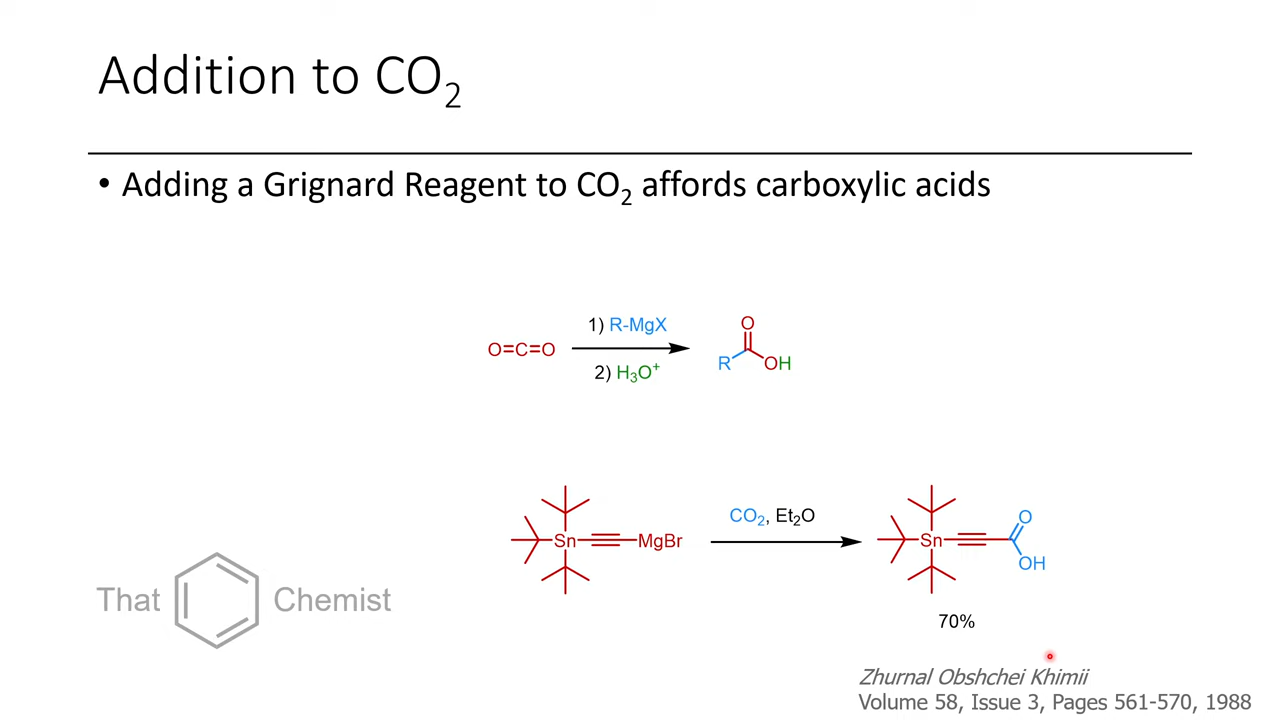 Addition to CO₂
• Adding a Grignard Reagent to CO₂ affords carboxylic acids
1) R-MgX
O=C=O
2) H₃O⁺
O
R
OH
CO₂, Et₂O
Sn
MgBr
Sn
O
OH
70%
That Chemist
Zhurnal Obshchei Khimii
Volume 58, Issue 3, Pages 561-570, 1988